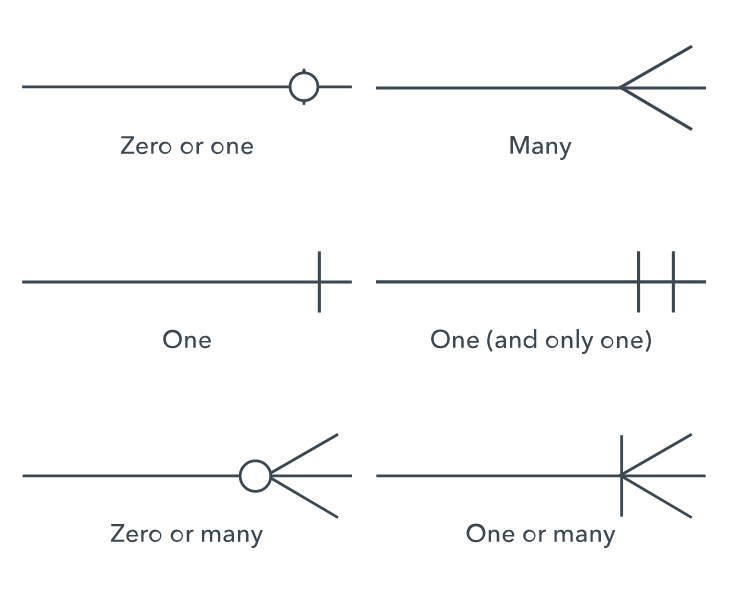 Zero or one
Many
One
One (and only one)
Zero or many
One or many